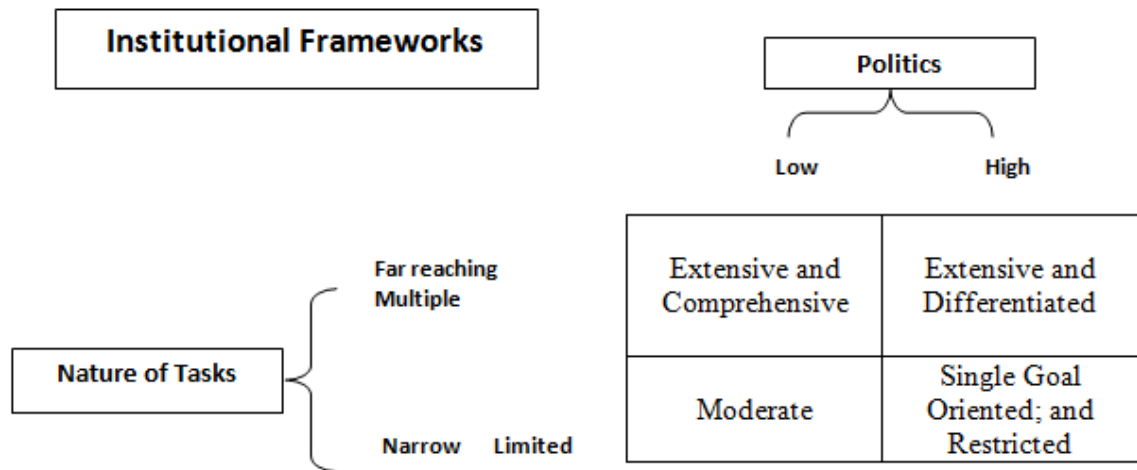 Institutional Frameworks
Politics
Low High
Far reaching
Multiple
Extensive and
Comprehensive
Extensive and
Differentiated
Nature of Tasks
Narrow Limited
Moderate
Single Goal
Oriented; and
Restricted